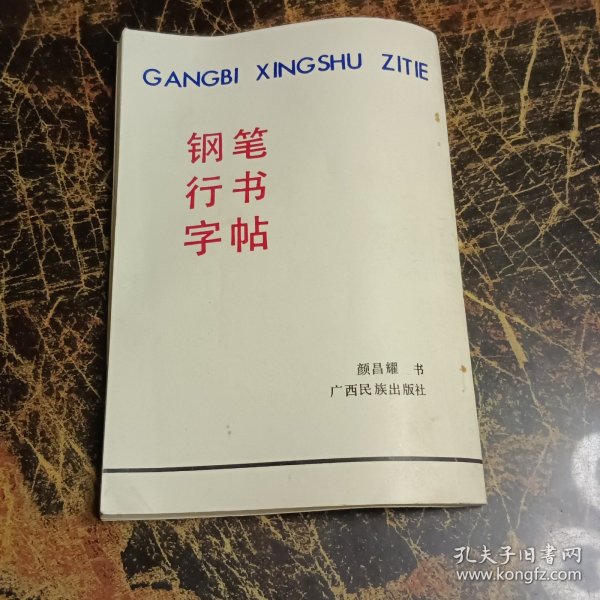 GANGBI XINGSHU ZITIE
钢笔
行书
字帖
颜昌耀 书
广西民族出版社
孔夫子旧书网
www.kongfz.com